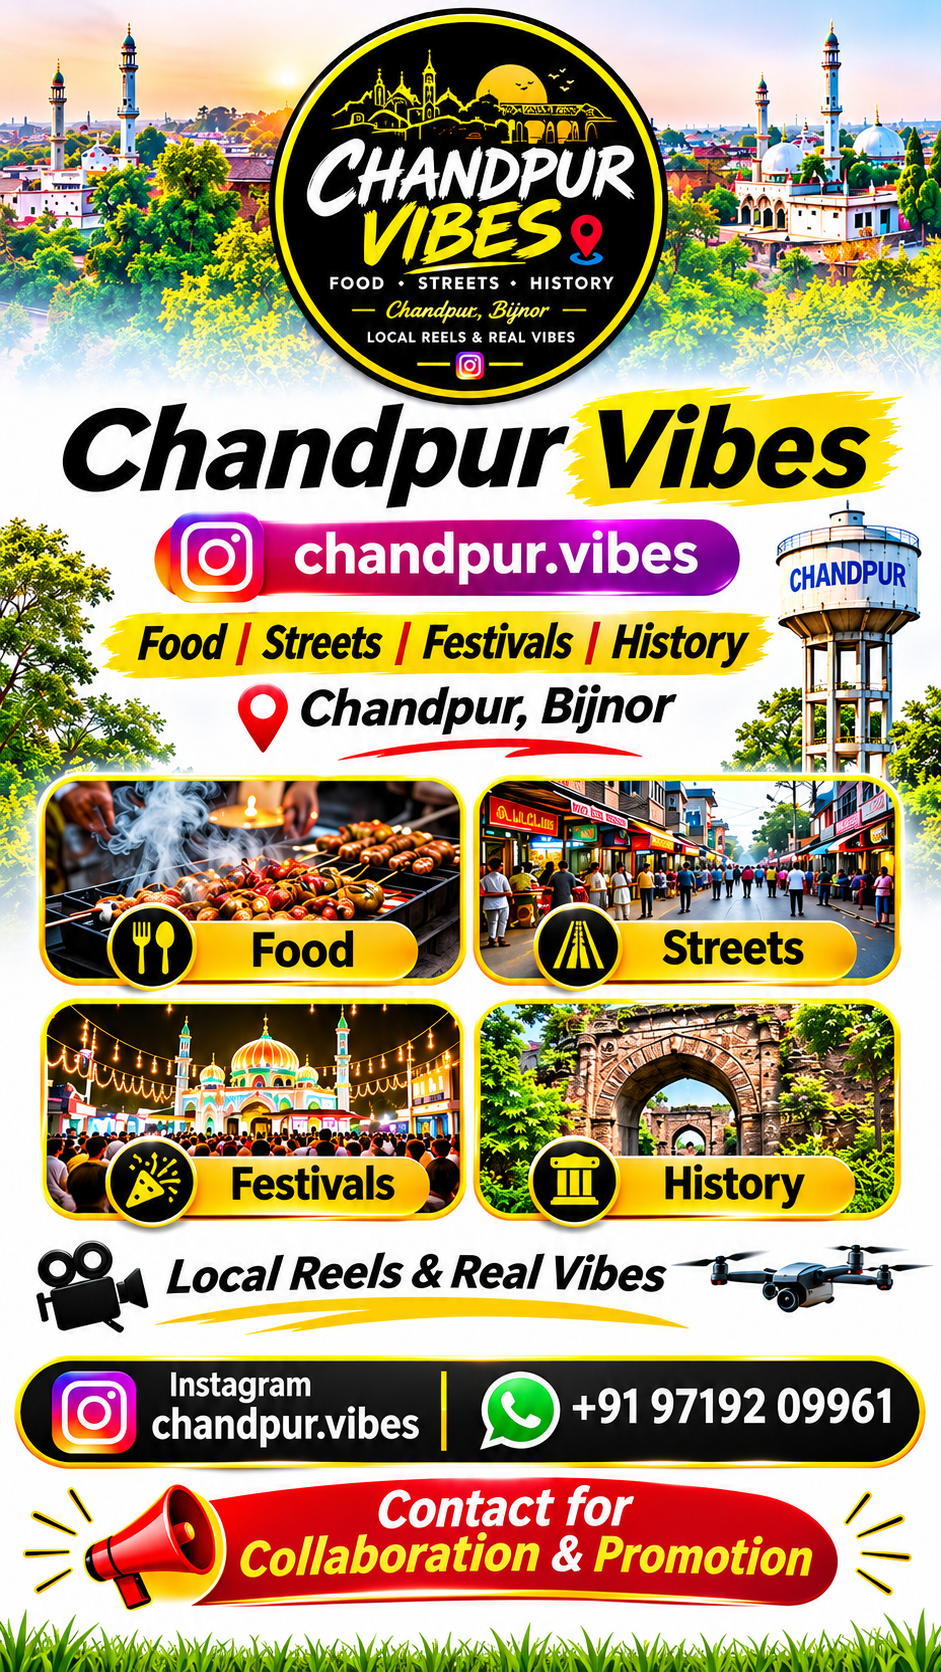 CHANDPUR
VIBES
FOOD • STREETS • HISTORY
Chandpur, Bijnor
LOCAL REELS & REAL VIBES
Chandpur Vibes
chandpur.vibes
CHANDPUR
Food | Streets | Festivals | History
Chandpur, Bijnor
Food
Streets
Festivals
History
Local Reels & Real Vibes
Instagram
chandpur.vibes
+91 97192 09961
Contact for
Collaboration & Promotion